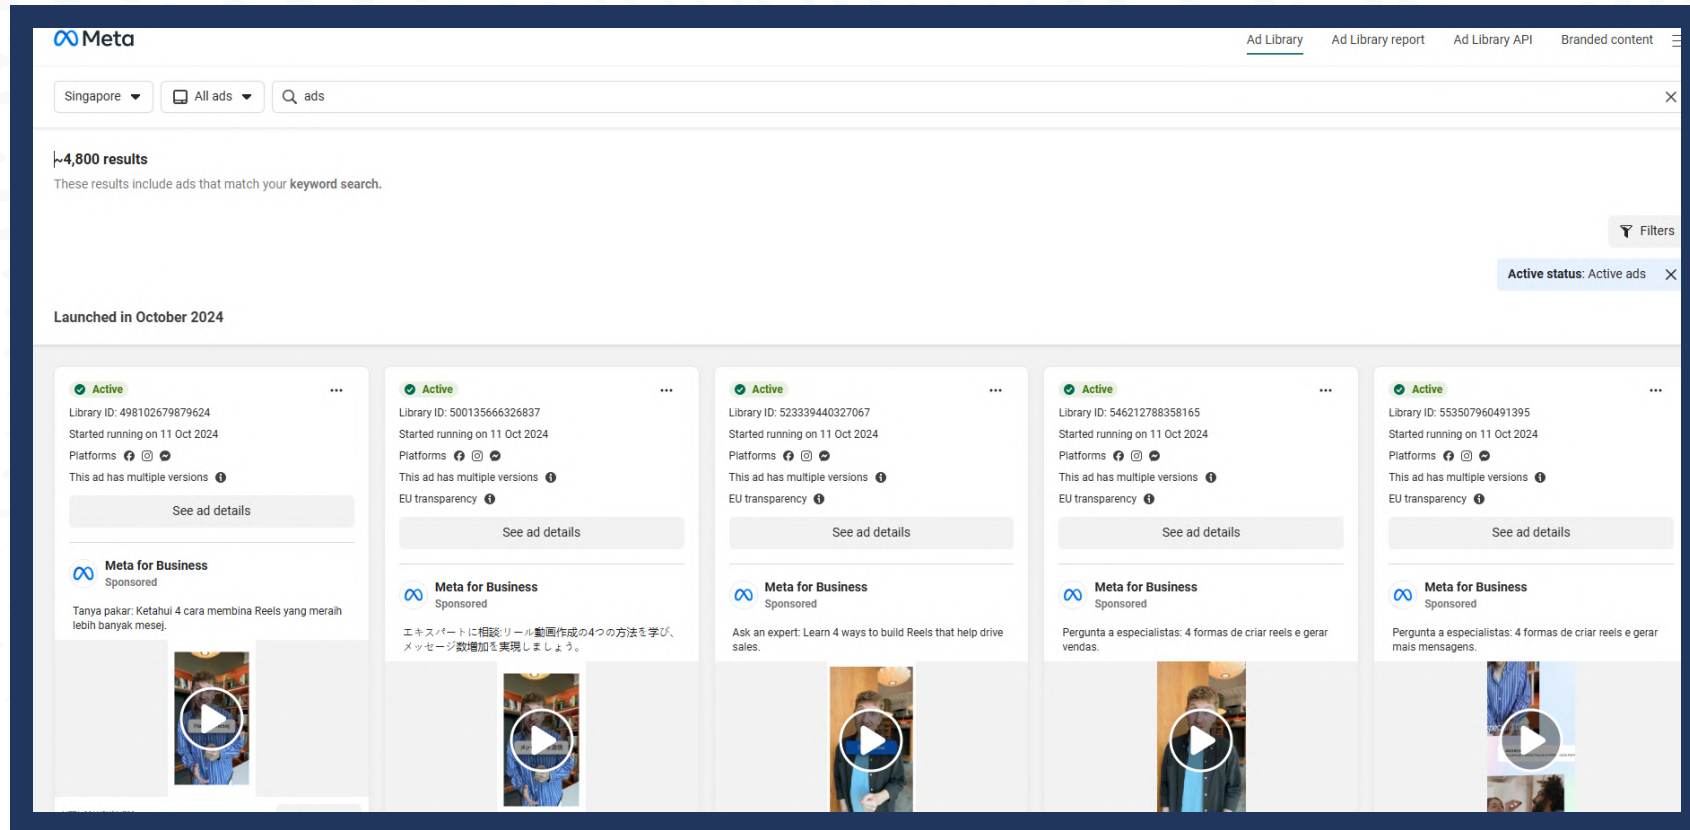 Meta
Ad Library Ad Library report Ad Library API Branded content
Singapore All ads ads
~4,800 results
These results include ads that match your keyword search.
Filters
Active status: Active ads
Launched in October 2024
Active
Library ID: 498102679879624
Started running on 11 Oct 2024
Platforms
This ad has multiple versions
See ad details
Meta for Business
Sponsored
Tanya pakar: Ketahui 4 cara membina Reels yang meraih
lebih banyak mesej.
Active
Library ID: 500135666326837
Started running on 11 Oct 2024
Platforms
This ad has multiple versions
EU transparency
See ad details
Meta for Business
Sponsored
エキスパートに相談:リール動画作成の4つの方法を学び、
メッセージ数増加を実現しましょう。
Active
Library ID: 523339440327067
Started running on 11 Oct 2024
Platforms
This ad has multiple versions
EU transparency
See ad details
Meta for Business
Sponsored
Ask an expert: Learn 4 ways to build Reels that help drive
sales.
Active
Library ID: 546212788358165
Started running on 11 Oct 2024
Platforms
This ad has multiple versions
EU transparency
See ad details
Meta for Business
Sponsored
Pergunta a especialistas: 4 formas de criar reels e gerar
vendas.
Active
Library ID: 553507960491395
Started running on 11 Oct 2024
Platforms
This ad has multiple versions
EU transparency
See ad details
Meta for Business
Sponsored
Pergunta a especialistas: 4 formas de criar reels e gerar
mais mensagens.